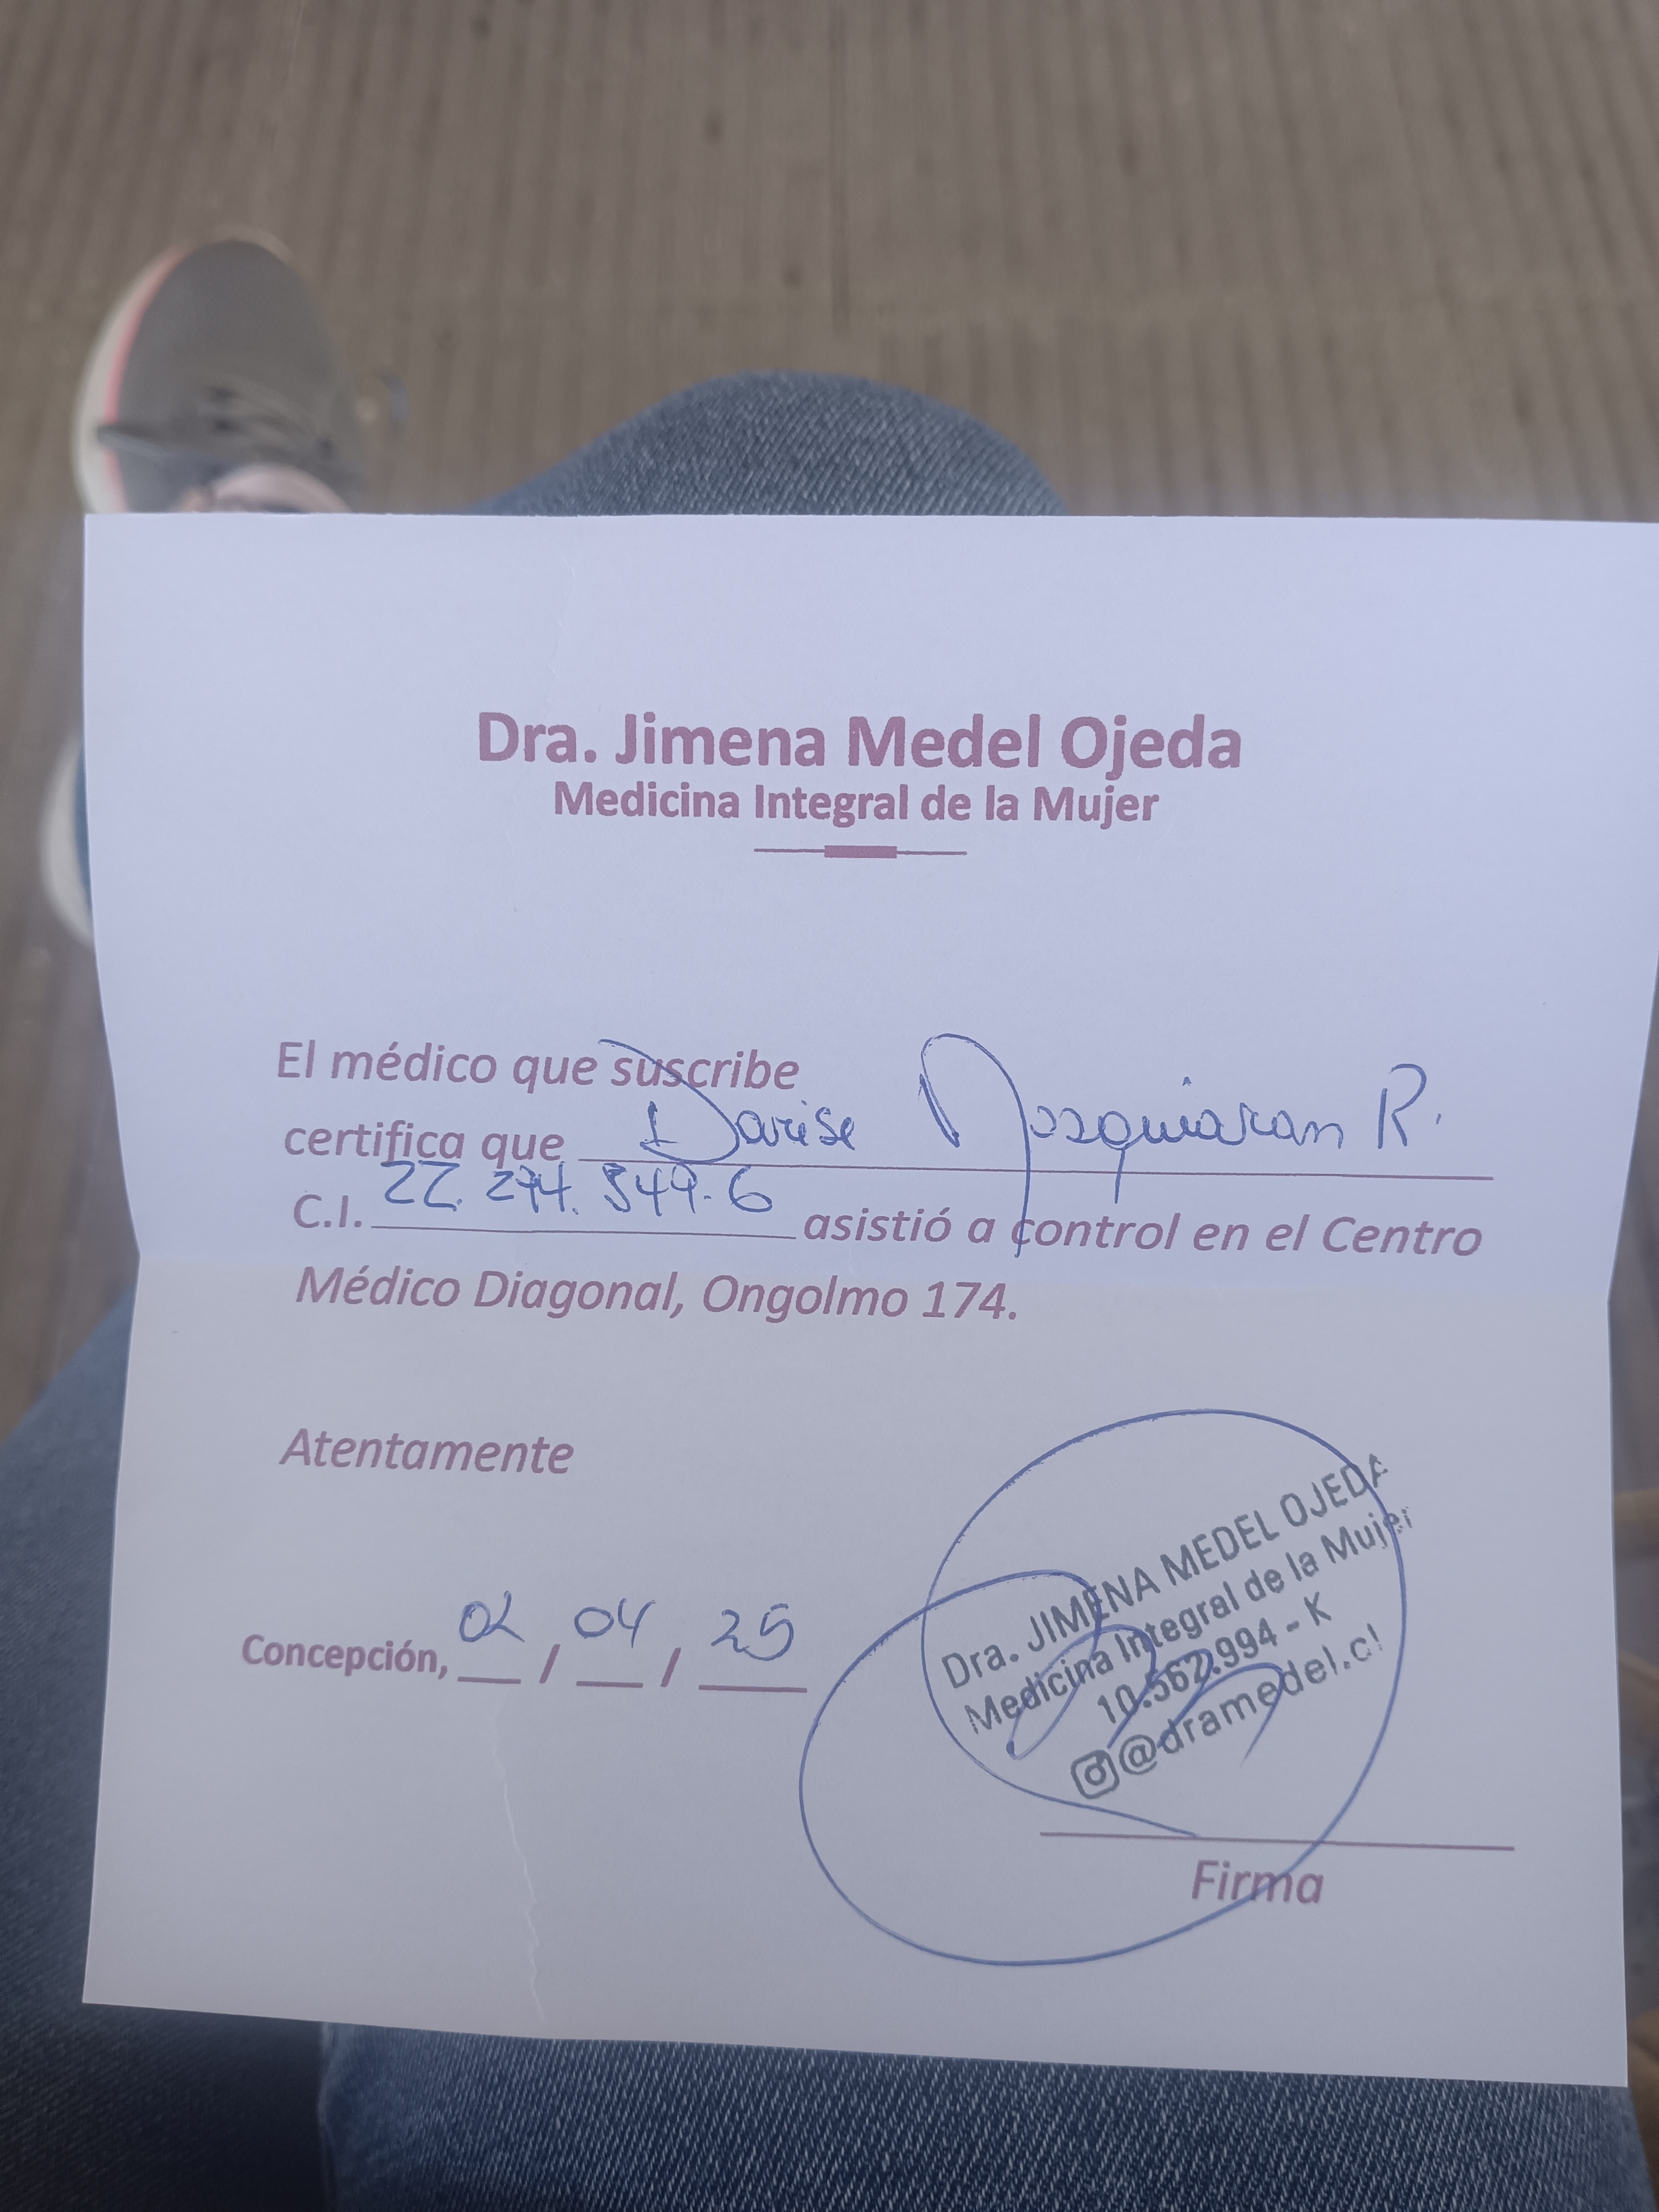 Dra. Jimena Medel Ojeda
Medicina Integral de la Mujer
El médico que suscribe
certifica que Darise R.
C.I. 22.274.549-6 asistió a control en el Centro
Médico Diagonal, Ongolmo 174.
Atentamente
Concepción, 02 / 04 / 25
Dra. JIMENA MEDEL OJEDA
Medicina Integral de la Mujer
10.562.994 - K
@dramedel.cl
Firma